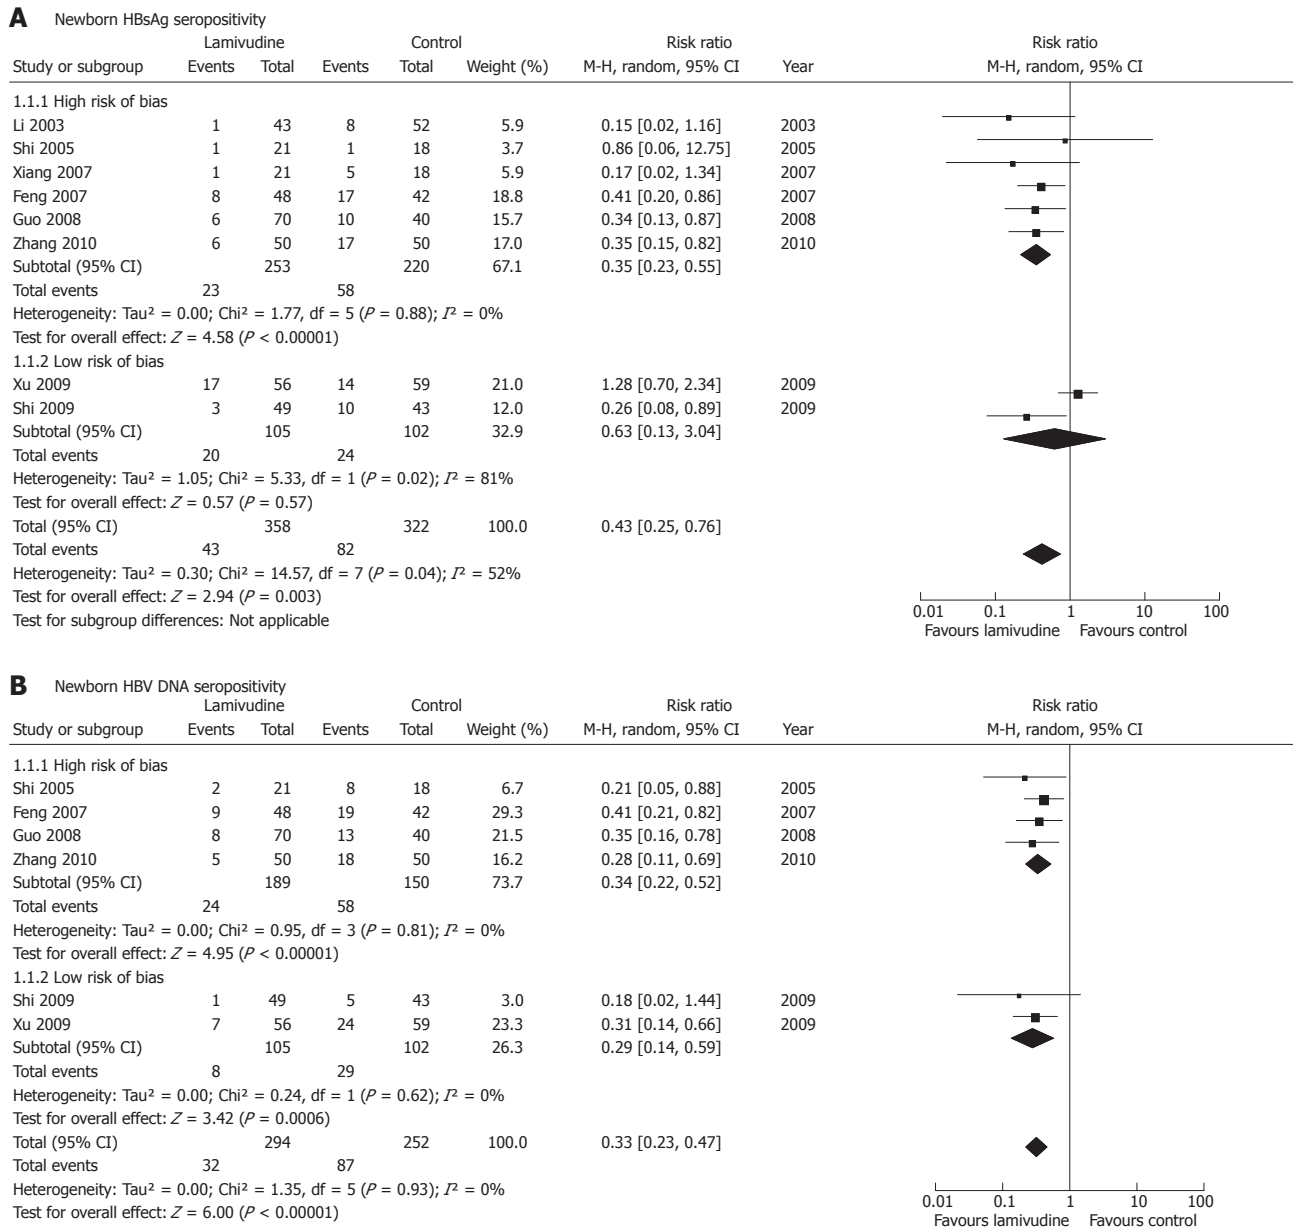 A Newborn HBsAg seropositivity
Lamivudine Control Risk ratio Risk ratio
Study or subgroup Events Total Events Total Weight (%) M-H, random, 95% CI Year M-H, random, 95% CI
1.1.1 High risk of bias
Li 2003 1 43 8 52 5.9 0.15 [0.02, 1.16] 2003
Shi 2005 1 21 1 18 3.7 0.86 [0.06, 12.75] 2005
Xiang 2007 1 21 5 18 5.9 0.17 [0.02, 1.34] 2007
Feng 2007 8 48 17 42 18.8 0.41 [0.20, 0.86] 2007
Guo 2008 6 70 10 40 15.7 0.34 [0.13, 0.87] 2008
Zhang 2010 6 50 17 50 17.0 0.35 [0.15, 0.82] 2010
Subtotal (95% CI) 253 220 67.1 0.35 [0.23, 0.55]
Total events 23 58
Heterogeneity: Tau² = 0.00; Chi² = 1.77, df = 5 (P = 0.88); I² = 0%
Test for overall effect: Z = 4.58 (P < 0.00001)
1.1.2 Low risk of bias
Xu 2009 17 56 14 59 21.0 1.28 [0.70, 2.34] 2009
Shi 2009 3 49 10 43 12.0 0.26 [0.08, 0.89] 2009
Subtotal (95% CI) 105 102 32.9 0.63 [0.13, 3.04]
Total events 20 24
Heterogeneity: Tau² = 1.05; Chi² = 5.33, df = 1 (P = 0.02); I² = 81%
Test for overall effect: Z = 0.57 (P = 0.57)
Total (95% CI) 358 322 100.0 0.43 [0.25, 0.76]
Total events 43 82
Heterogeneity: Tau² = 0.30; Chi² = 14.57, df = 7 (P = 0.04); I² = 52%
Test for overall effect: Z = 2.94 (P = 0.003)
Test for subgroup differences: Not applicable
0.01 0.1 1 10 100
Favours lamivudine Favours control
B Newborn HBV DNA seropositivity
Lamivudine Control Risk ratio Risk ratio
Study or subgroup Events Total Events Total Weight (%) M-H, random, 95% CI Year M-H, random, 95% CI
1.1.1 High risk of bias
Shi 2005 2 21 8 18 6.7 0.21 [0.05, 0.88] 2005
Feng 2007 9 48 19 42 29.3 0.41 [0.21, 0.82] 2007
Guo 2008 8 70 13 40 21.5 0.35 [0.16, 0.78] 2008
Zhang 2010 5 50 18 50 16.2 0.28 [0.11, 0.69] 2010
Subtotal (95% CI) 189 150 73.7 0.34 [0.22, 0.52]
Total events 24 58
Heterogeneity: Tau² = 0.00; Chi² = 0.95, df = 3 (P = 0.81); I² = 0%
Test for overall effect: Z = 4.95 (P < 0.00001)
1.1.2 Low risk of bias
Shi 2009 1 49 5 43 3.0 0.18 [0.02, 1.44] 2009
Xu 2009 7 56 24 59 23.3 0.31 [0.14, 0.66] 2009
Subtotal (95% CI) 105 102 26.3 0.29 [0.14, 0.59]
Total events 8 29
Heterogeneity: Tau² = 0.00; Chi² = 0.24, df = 1 (P = 0.62); I² = 0%
Test for overall effect: Z = 3.42 (P = 0.0006)
Total (95% CI) 294 252 100.0 0.33 [0.23, 0.47]
Total events 32 87
Heterogeneity: Tau² = 0.00; Chi² = 1.35, df = 5 (P = 0.93); I² = 0%
Test for overall effect: Z = 6.00 (P < 0.00001)
0.01 0.1 1 10 100
Favours lamivudine Favours control